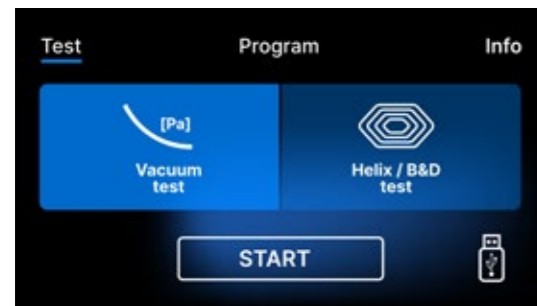 Test Program Info
[Pa]
Vacuum
test
Helix / B&D
test
START